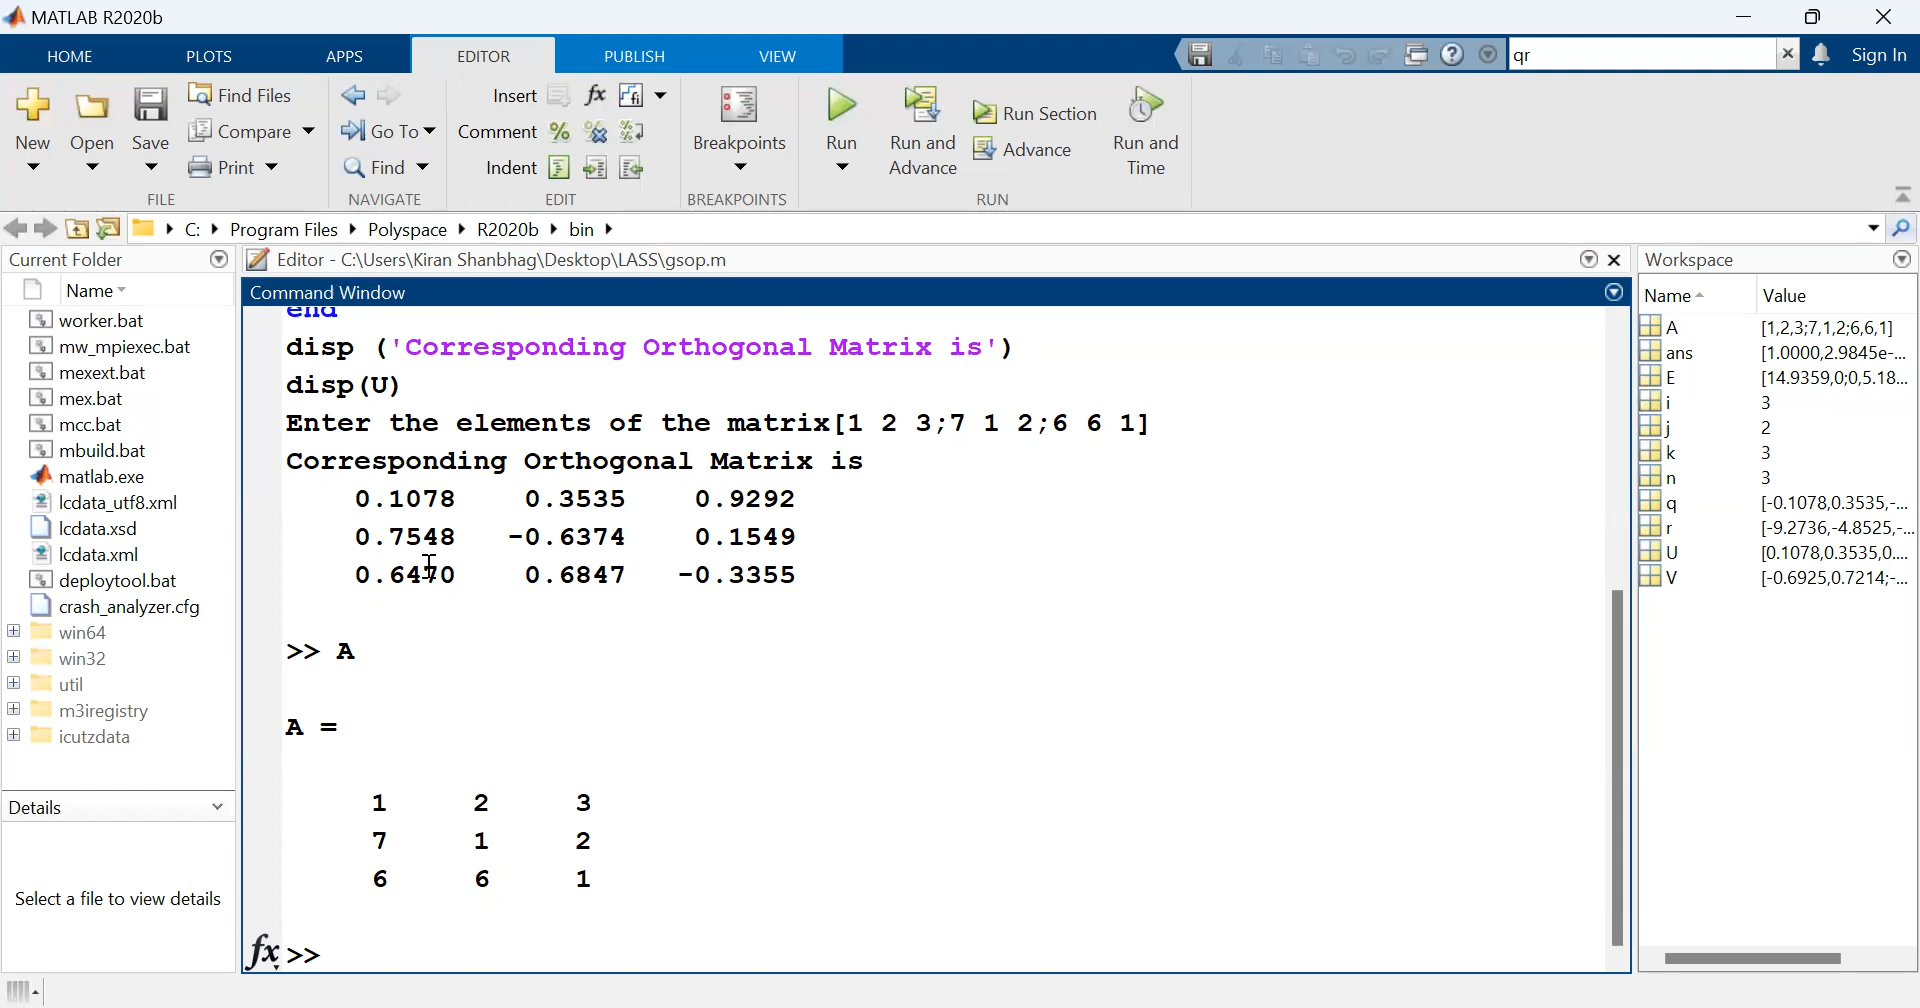 MATLAB R2020b
HOME PLOTS APPS EDITOR PUBLISH VIEW qr Sign In
New Open Save Find Files Compare Print
FILE
Go To Find
NAVIGATE
Insert fx
Comment
Indent
EDIT
Breakpoints
BREAKPOINTS
Run Run and Advance Run Section Advance Run and Time
RUN
C: Program Files Polyspace R2020b bin
Current Folder
Name
worker.bat
mw_mpiexec.bat
mexext.bat
mex.bat
mcc.bat
mbuild.bat
matlab.exe
lcdata_utf8.xml
lcdata.xsd
lcdata.xml
deploytool.bat
crash_analyzer.cfg
win64
win32
util
m3iregistry
icutzdata
Details
Select a file to view details
Editor - C:\Users\Kiran Shanbhag\Desktop\LASS\gsop.m
Command Window
end
disp ('Corresponding Orthogonal Matrix is')
disp(U)
Enter the elements of the matrix[1 2 3;7 1 2;6 6 1]
Corresponding Orthogonal Matrix is
0.1078 0.3535 0.9292
0.7548 -0.6374 0.1549
0.6470 0.6847 -0.3355
>> A
A =
1 2 3
7 1 2
6 6 1
fx >>
Workspace
Name Value
A [1,2,3;7,1,2;6,6,1]
ans [1.0000,2.9845e-...
E [14.9359,0;0,5.18...
i 3
j 2
k 3
n 3
q [-0.1078,0.3535,-...
r [-9.2736,-4.8525,-...
U [0.1078,0.3535,0....
V [-0.6925,0.7214;-...